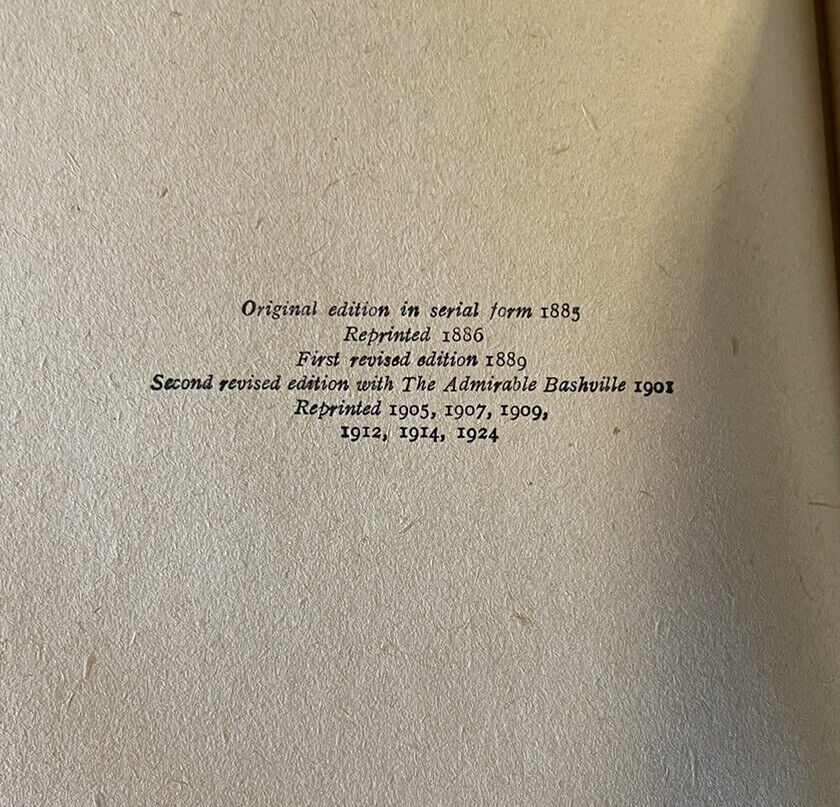 Original edition in serial form 1885
Reprinted 1886
First revised edition 1889
Second revised edition with The Admirable Bashville 1901
Reprinted 1905, 1907, 1909,
1912, 1914, 1924